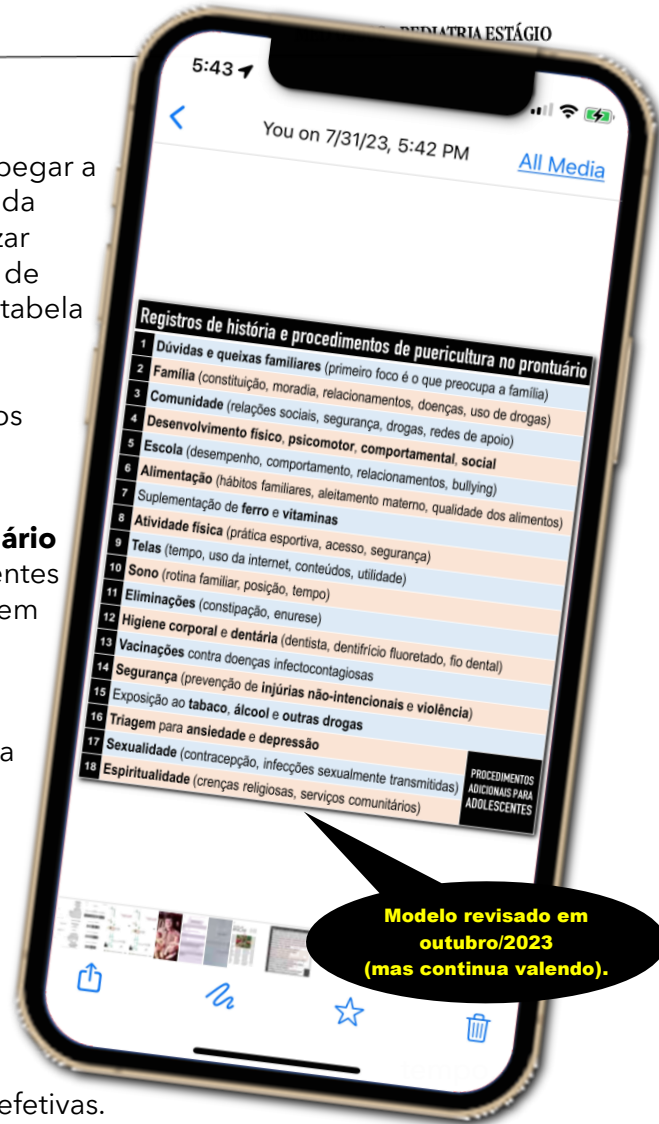 PEDIATRIA ESTÁGIO
5:43
You on 7/31/23, 5:42 PM
All Media
pegar a
da
zar
de
tabela
os
ário
entes
em
a
Registros de história e procedimentos de puericultura no prontuário
1 Dúvidas e queixas familiares (primeiro foco é o que preocupa a família)
2 Família (constituição, moradia, relacionamentos, doenças, uso de drogas)
3 Comunidade (relações sociais, segurança, drogas, redes de apoio)
4 Desenvolvimento físico, psicomotor, comportamental, social
5 Escola (desempenho, comportamento, relacionamentos, bullying)
6 Alimentação (hábitos familiares, aleitamento materno, qualidade dos alimentos)
7 Suplementação de ferro e vitaminas
8 Atividade física (prática esportiva, acesso, segurança)
9 Telas (tempo, uso da internet, conteúdos, utilidade)
10 Sono (rotina familiar, posição, tempo)
11 Eliminações (constipação, enurese)
12 Higiene corporal e dentária (dentista, dentifrício fluoretado, fio dental)
13 Vacinações contra doenças infectocontagiosas
14 Segurança (prevenção de injúrias não-intencionais e violência)
15 Exposição ao tabaco, álcool e outras drogas
16 Triagem para ansiedade e depressão
17 Sexualidade (contracepção, infecções sexualmente transmitidas)
18 Espiritualidade (crenças religiosas, serviços comunitários)
PROCEDIMENTOS
ADICIONAIS PARA
ADOLESCENTES
Modelo revisado em
outubro/2023
(mas continua valendo).
efetivas.